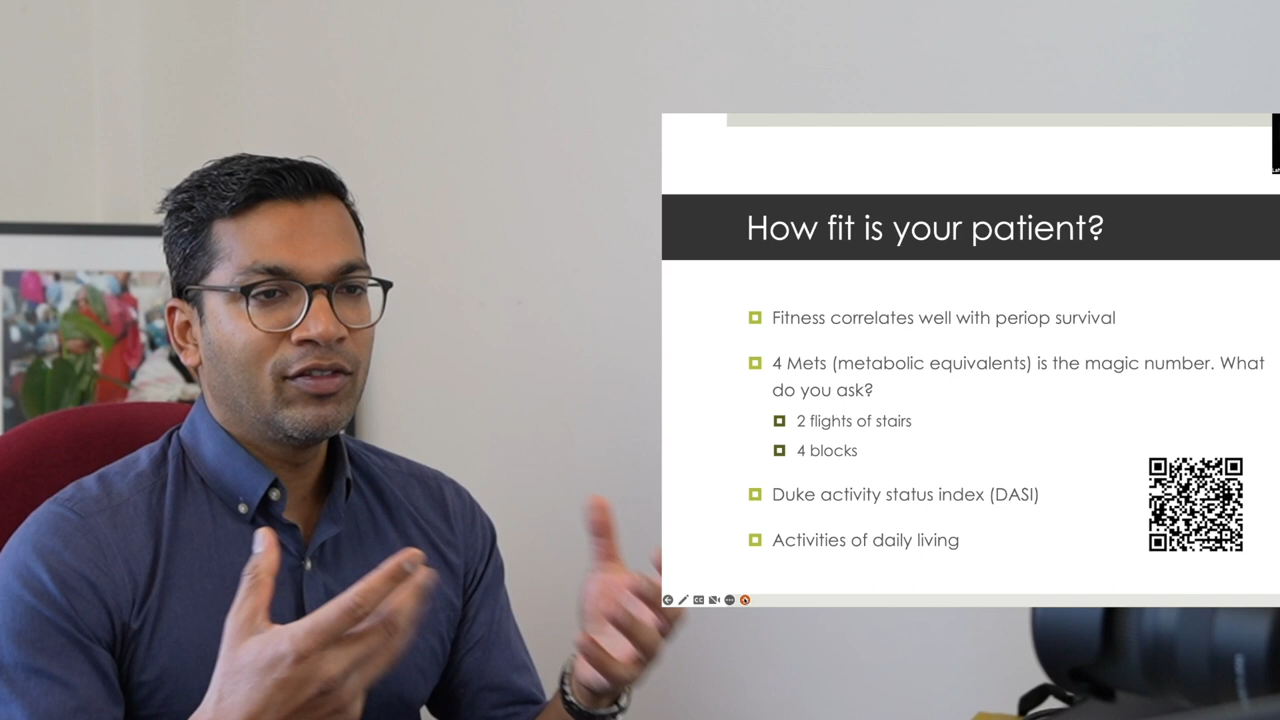 How fit is your patient?
Fitness correlates well with periop survival
4 Mets (metabolic equivalents) is the magic number. What
do you ask?
2 flights of stairs
4 blocks
Duke activity status index (DASI)
Activities of daily living
CC